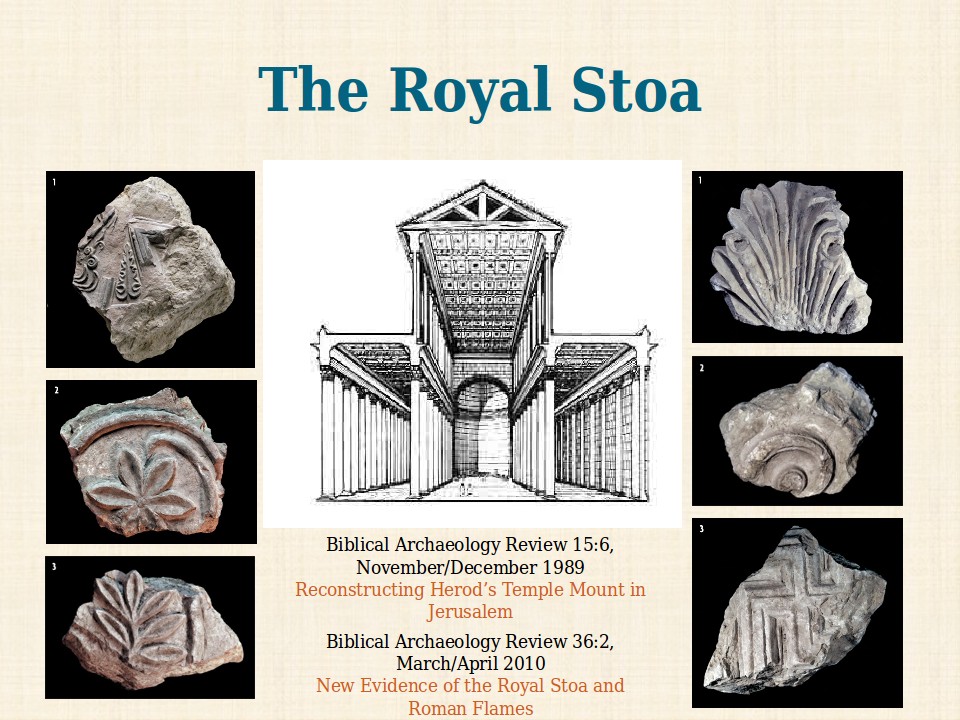 The Royal Stoa
1
2
3
Biblical Archaeology Review 15:6,
November/December 1989
Reconstructing Herod’s Temple Mount in
Jerusalem
Biblical Archaeology Review 36:2,
March/April 2010
New Evidence of the Royal Stoa and
Roman Flames
1
2
3